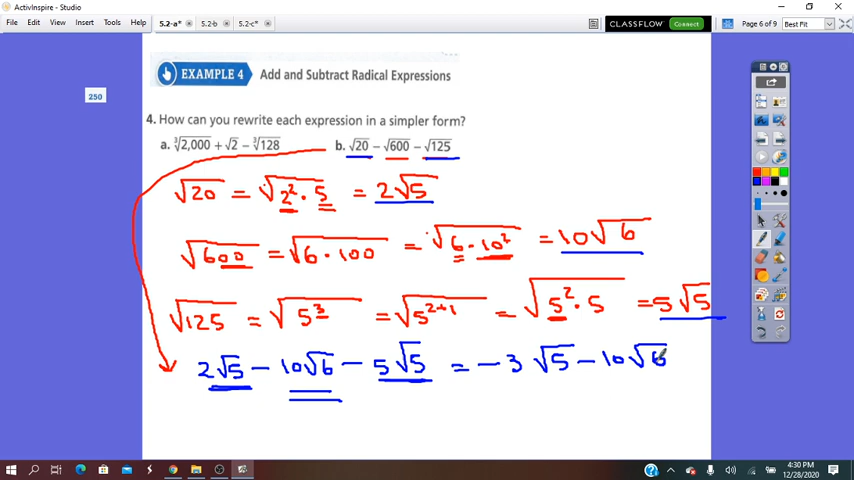 ActivInspire - Studio
File Edit View Insert Tools Help
CLASSFLOW Connect
Page 6 of 9 Best Fit
5.2-a* 5.2-b 5.2-c*
EXAMPLE 4 Add and Subtract Radical Expressions
250
4. How can you rewrite each expression in a simpler form?
a. ∛2,000 + √2 − ∛128 b. √20 − √600 − √125
√20 = √2²·5 = 2√5
√600 = √6·100 = √6·10² = 10√6
√125 = √5³ = √5²⁺¹ = √5²·5 = 5√5
2√5 − 10√6 − 5√5 = −3√5 − 10√6
4:30 PM
12/28/2020